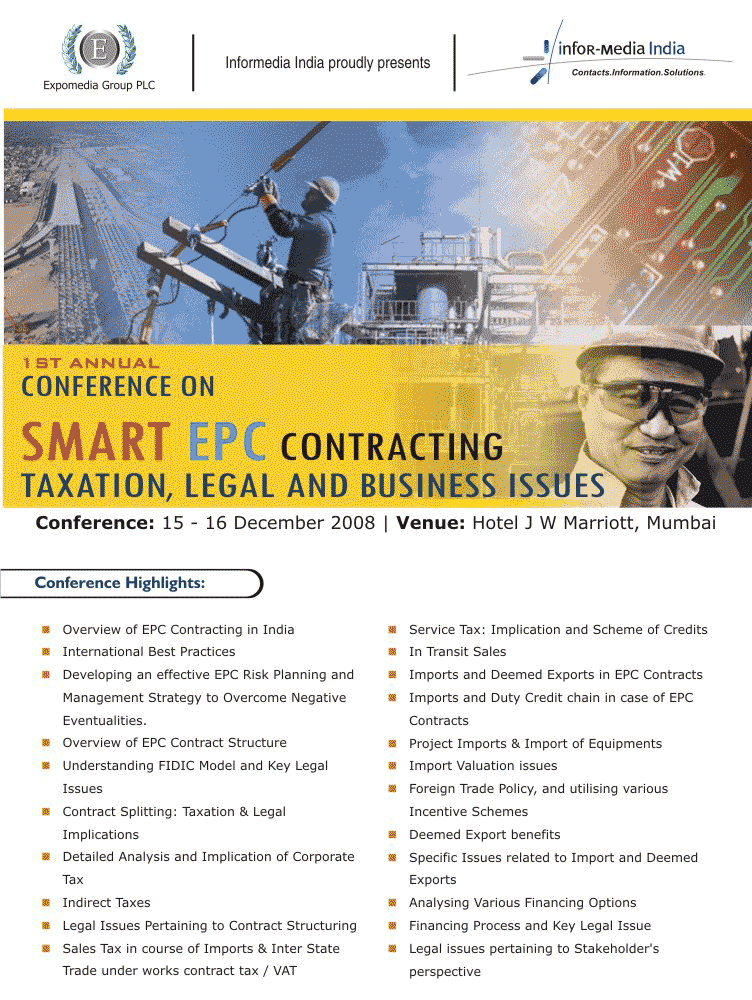 E
Expomedia Group PLC
Informedia India proudly presents
infor-media India
Contacts.Information.Solutions.
1ST ANNUAL
CONFERENCE ON
SMART EPC CONTRACTING
TAXATION, LEGAL AND BUSINESS ISSUES
Conference: 15 - 16 December 2008 | Venue: Hotel J W Marriott, Mumbai
Conference Highlights:
Overview of EPC Contracting in India
International Best Practices
Developing an effective EPC Risk Planning and
Management Strategy to Overcome Negative
Eventualities.
Overview of EPC Contract Structure
Understanding FIDIC Model and Key Legal
Issues
Contract Splitting: Taxation & Legal
Implications
Detailed Analysis and Implication of Corporate
Tax
Indirect Taxes
Legal Issues Pertaining to Contract Structuring
Sales Tax in course of Imports & Inter State
Trade under works contract tax / VAT
Service Tax: Implication and Scheme of Credits
In Transit Sales
Imports and Deemed Exports in EPC Contracts
Imports and Duty Credit chain in case of EPC
Contracts
Project Imports & Import of Equipments
Import Valuation issues
Foreign Trade Policy, and utilising various
Incentive Schemes
Deemed Export benefits
Specific Issues related to Import and Deemed
Exports
Analysing Various Financing Options
Financing Process and Key Legal Issue
Legal issues pertaining to Stakeholder's
perspective